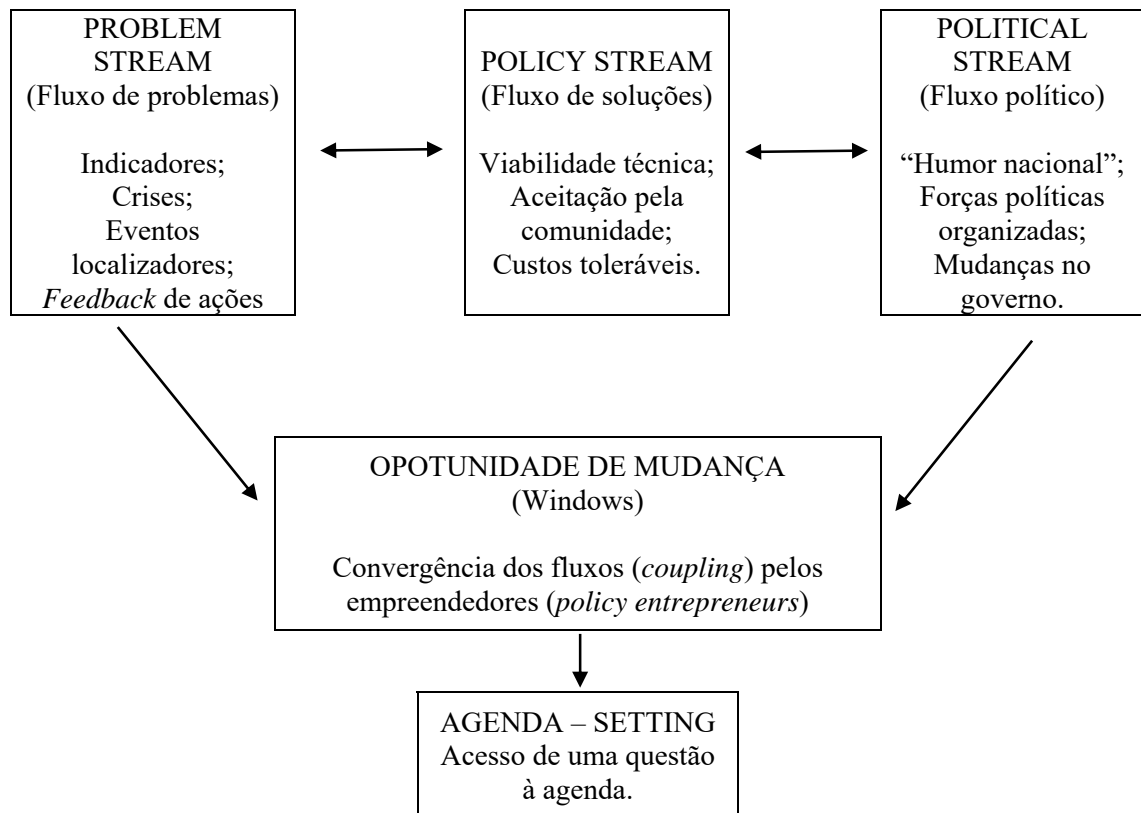 PROBLEM
STREAM
(Fluxo de problemas)
Indicadores;
Crises;
Eventos
localizadores;
Feedback de ações
POLICY STREAM
(Fluxo de soluções)
Viabilidade técnica;
Aceitação pela
comunidade;
Custos toleráveis.
POLITICAL
STREAM
(Fluxo político)
“Humor nacional”;
Forças políticas
organizadas;
Mudanças no
governo.
OPOTUNIDADE DE MUDANÇA
(Windows)
Convergência dos fluxos (coupling) pelos
empreendedores (policy entrepreneurs)
AGENDA – SETTING
Acesso de uma questão
à agenda.